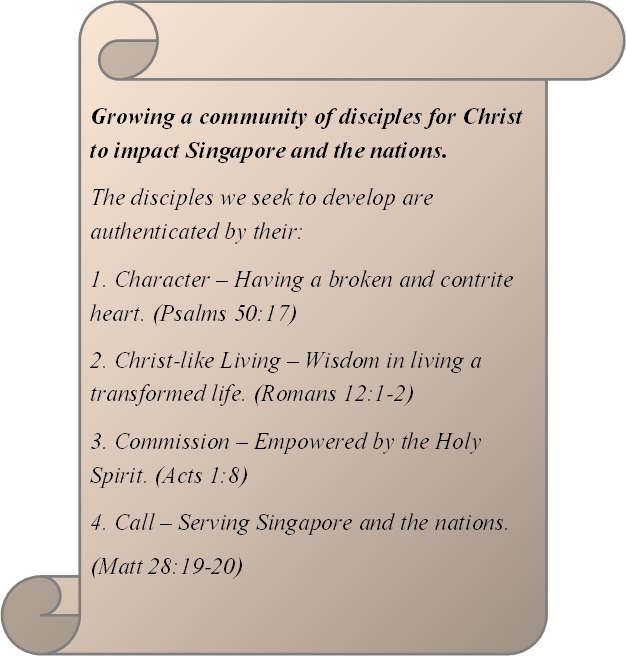 Growing a community of disciples for Christ
to impact Singapore and the nations.
The disciples we seek to develop are
authenticated by their:
1. Character – Having a broken and contrite
heart. (Psalms 50:17)
2. Christ-like Living – Wisdom in living a
transformed life. (Romans 12:1-2)
3. Commission – Empowered by the Holy
Spirit. (Acts 1:8)
4. Call – Serving Singapore and the nations.
(Matt 28:19-20)